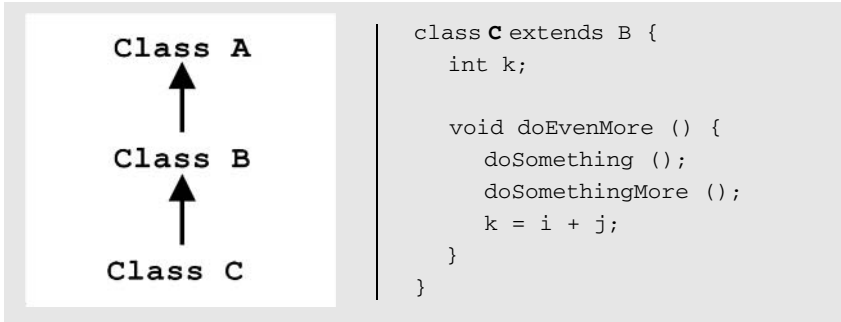 Class A
Class B
Class C
class C extends B {
int k;
void doEvenMore () {
doSomething ();
doSomethingMore ();
k = i + j;
}
}